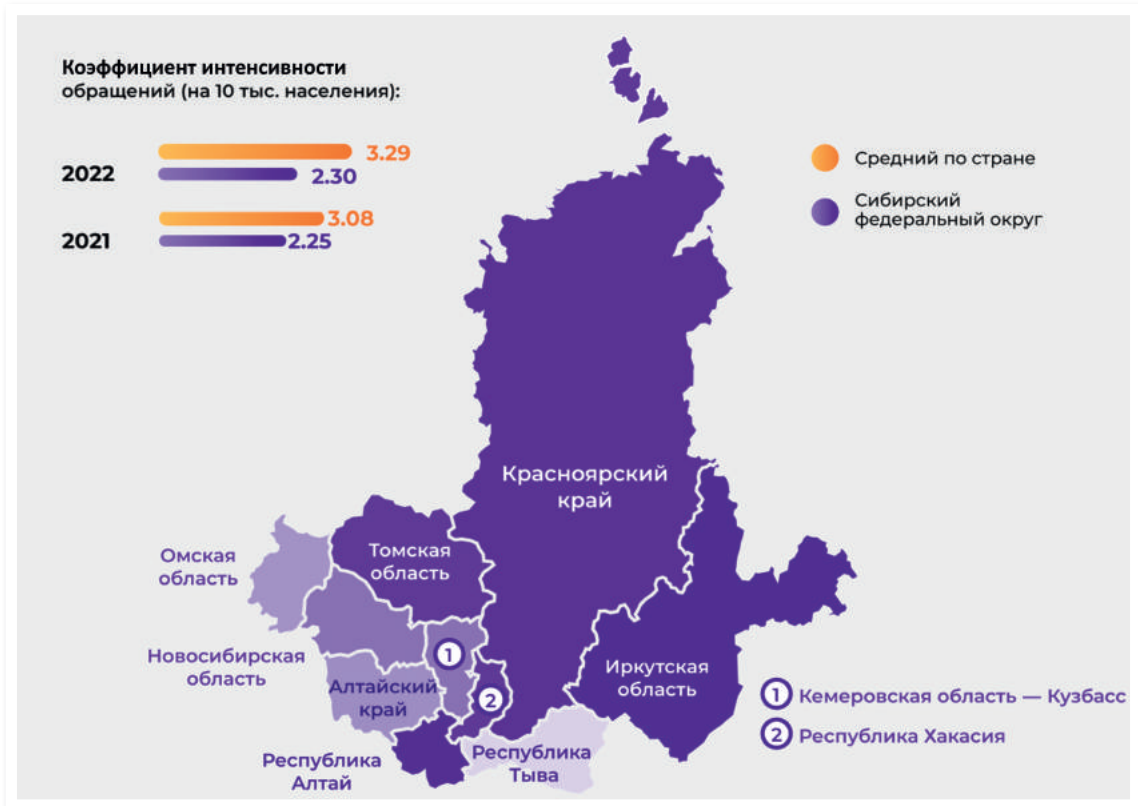 Коэффициент интенсивности
обращений (на 10 тыс. населения):
2022
3.29
2.30
2021
3.08
2.25
Средний по стране
Сибирский
федеральный округ
Красноярский
край
Томская
область
Омская
область
Новосибирская
область
Алтайский
край
Республика
Алтай
Республика
Тыва
Иркутская
область
1
2
1 Кемеровская область — Кузбасс
2 Республика Хакасия